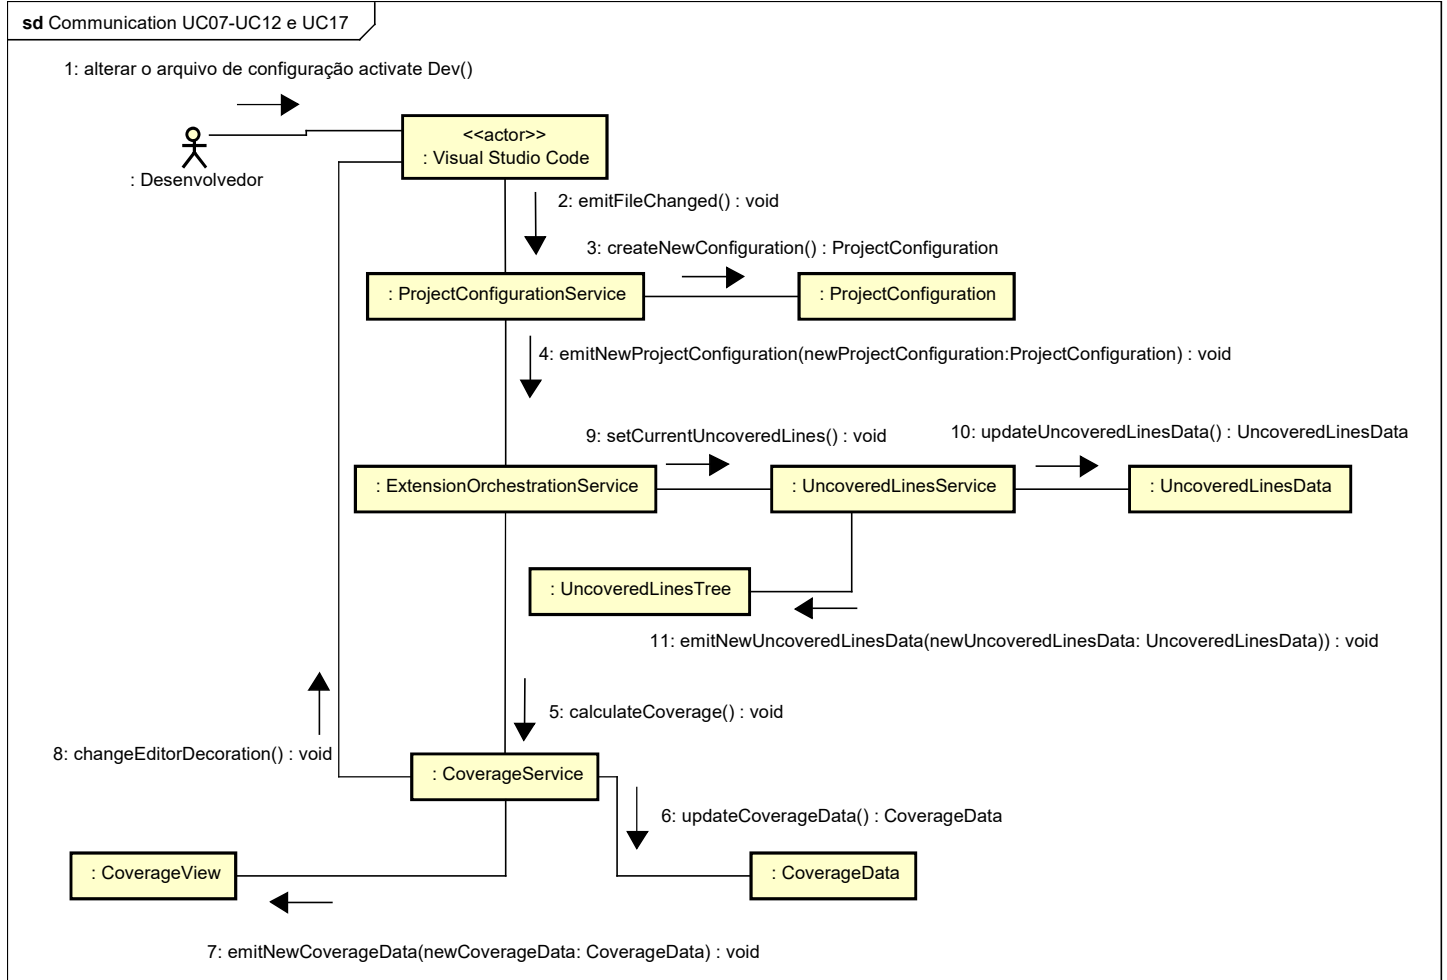 sd Communication UC07-UC12 e UC17
1: alterar o arquivo de configuração activate Dev()
<<actor>>
: Visual Studio Code
: Desenvolvedor
2: emitFileChanged() : void
3: createNewConfiguration() : ProjectConfiguration
: ProjectConfigurationService
: ProjectConfiguration
4: emitNewProjectConfiguration(newProjectConfiguration:ProjectConfiguration) : void
9: setCurrentUncoveredLines() : void
10: updateUncoveredLinesData() : UncoveredLinesData
: ExtensionOrchestrationService
: UncoveredLinesService
: UncoveredLinesData
: UncoveredLinesTree
11: emitNewUncoveredLinesData(newUncoveredLinesData: UncoveredLinesData)) : void
5: calculateCoverage() : void
8: changeEditorDecoration() : void
: CoverageService
6: updateCoverageData() : CoverageData
: CoverageView
: CoverageData
7: emitNewCoverageData(newCoverageData: CoverageData) : void